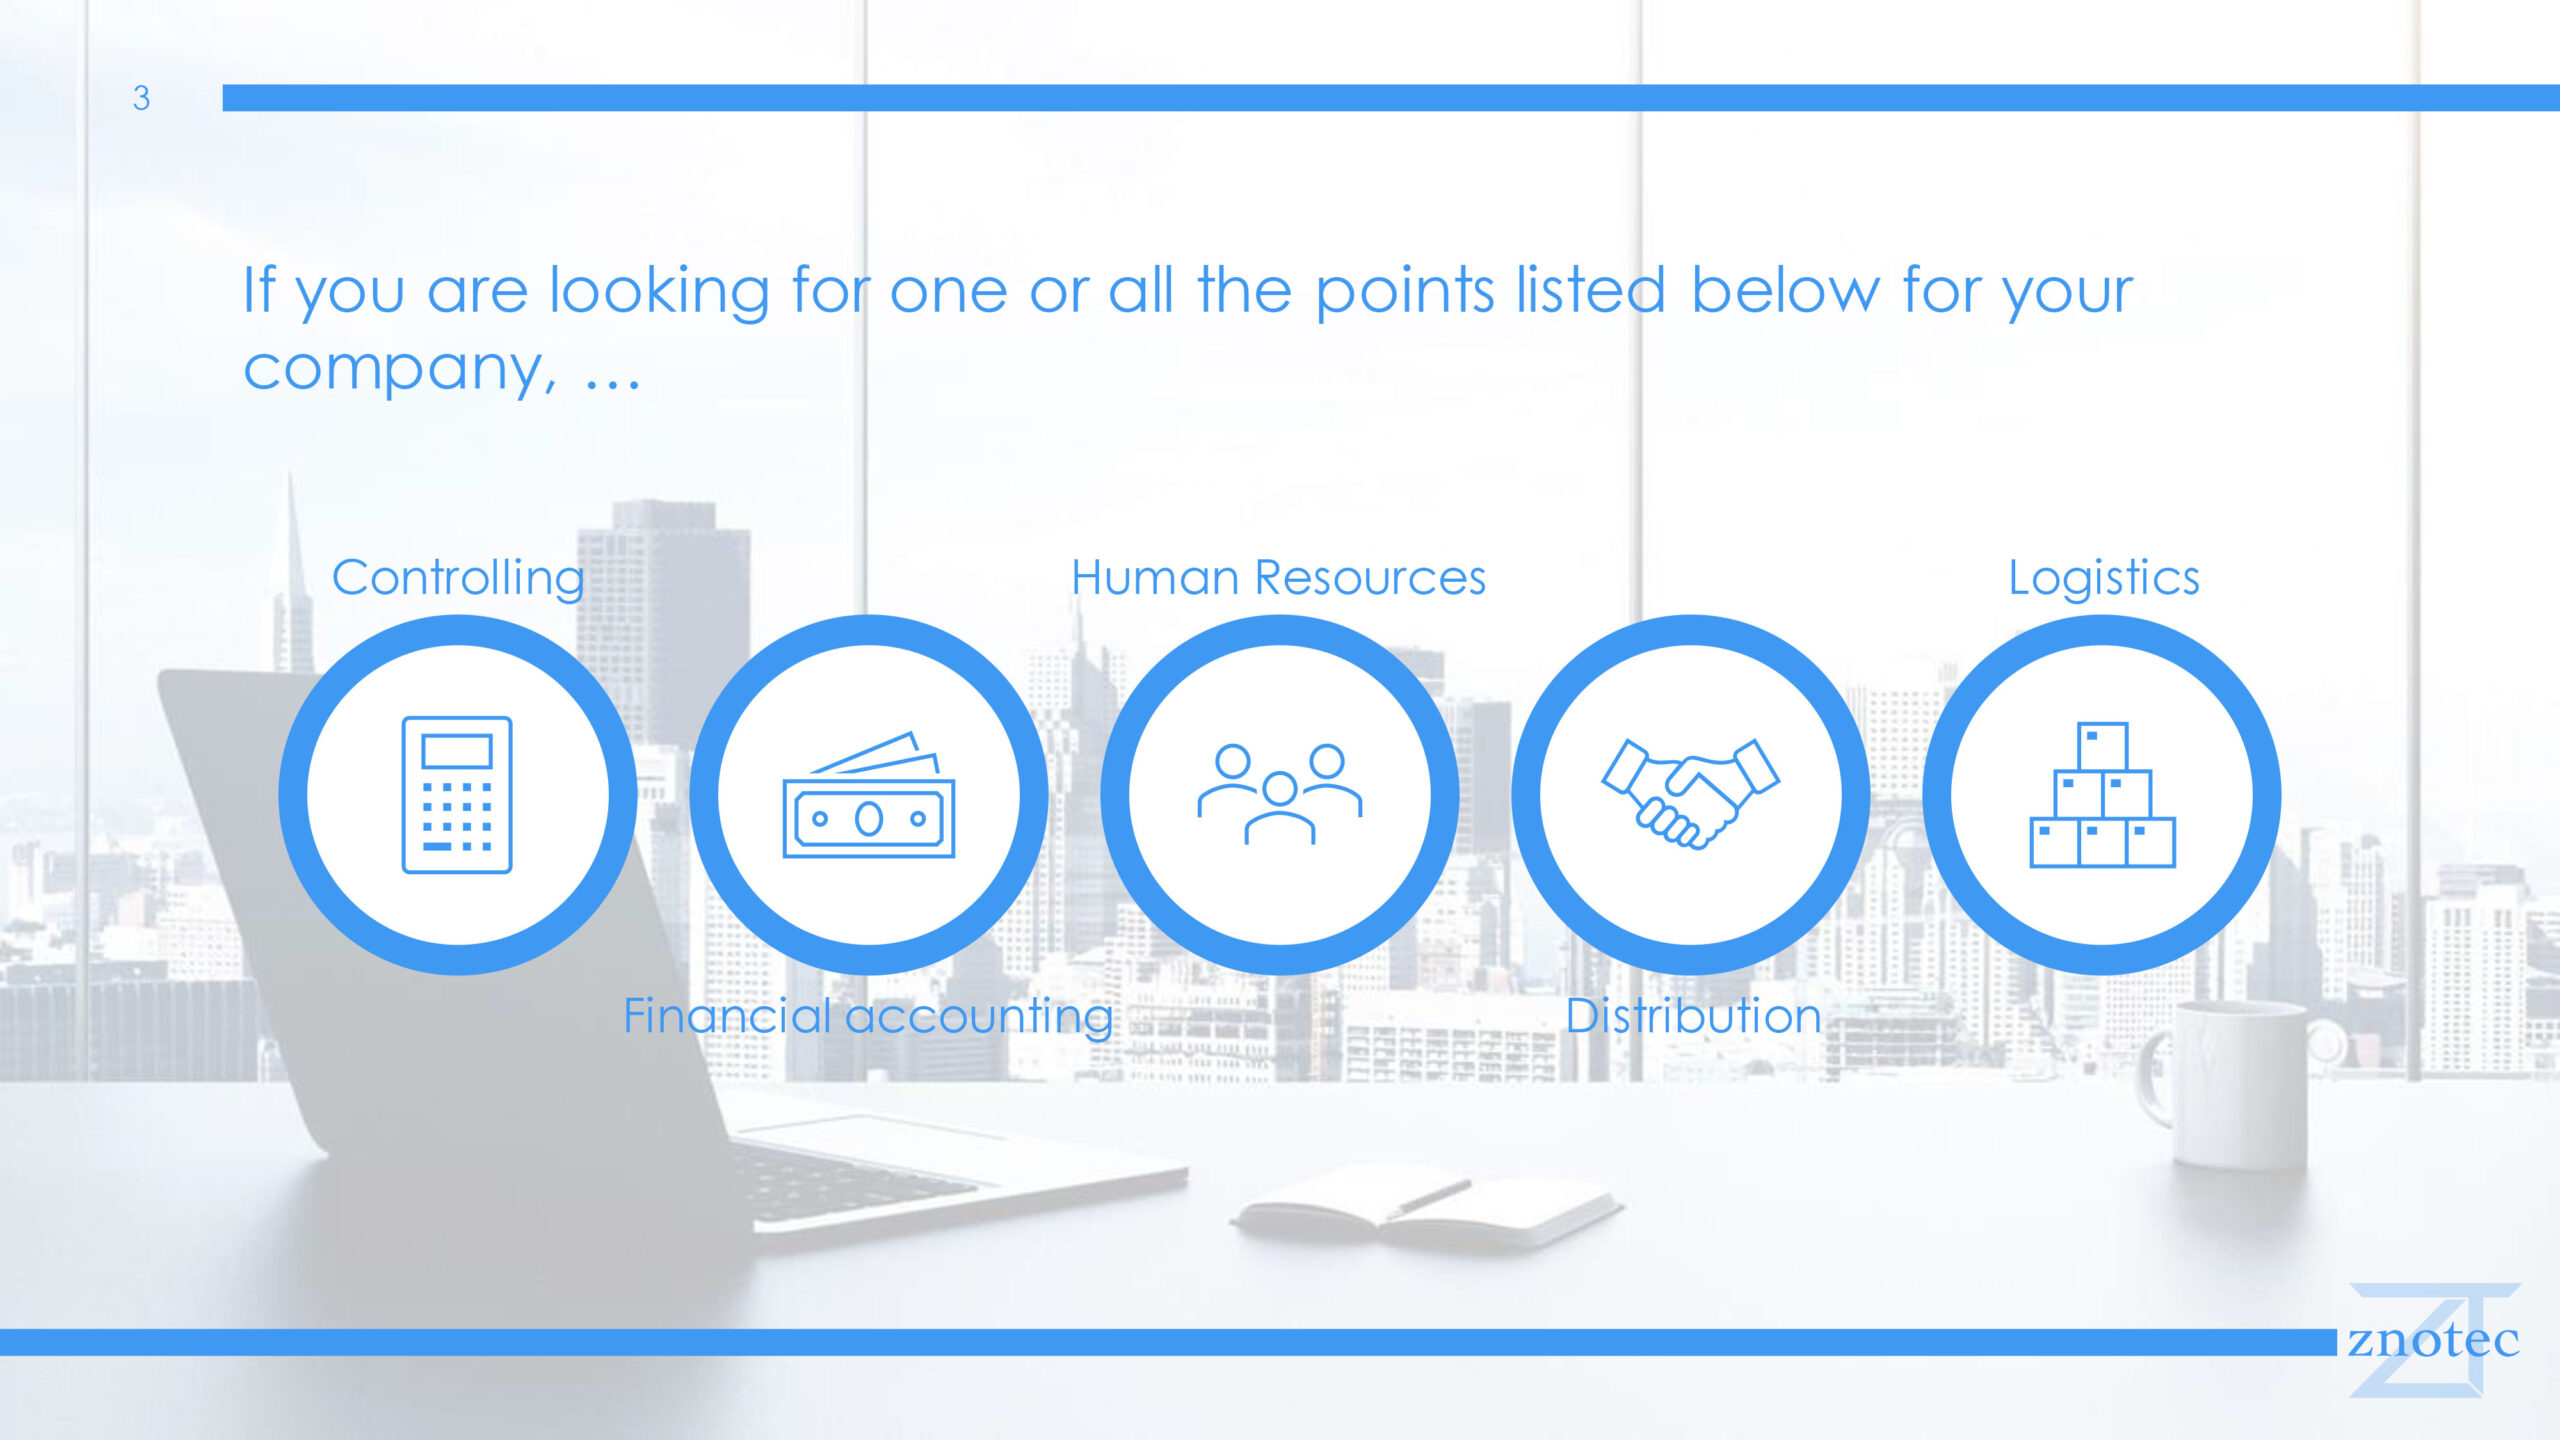 3
If you are looking for one or all the points listed below for your
company, ...
Controlling
Human Resources
Logistics
Financial accounting
Distribution
znotec